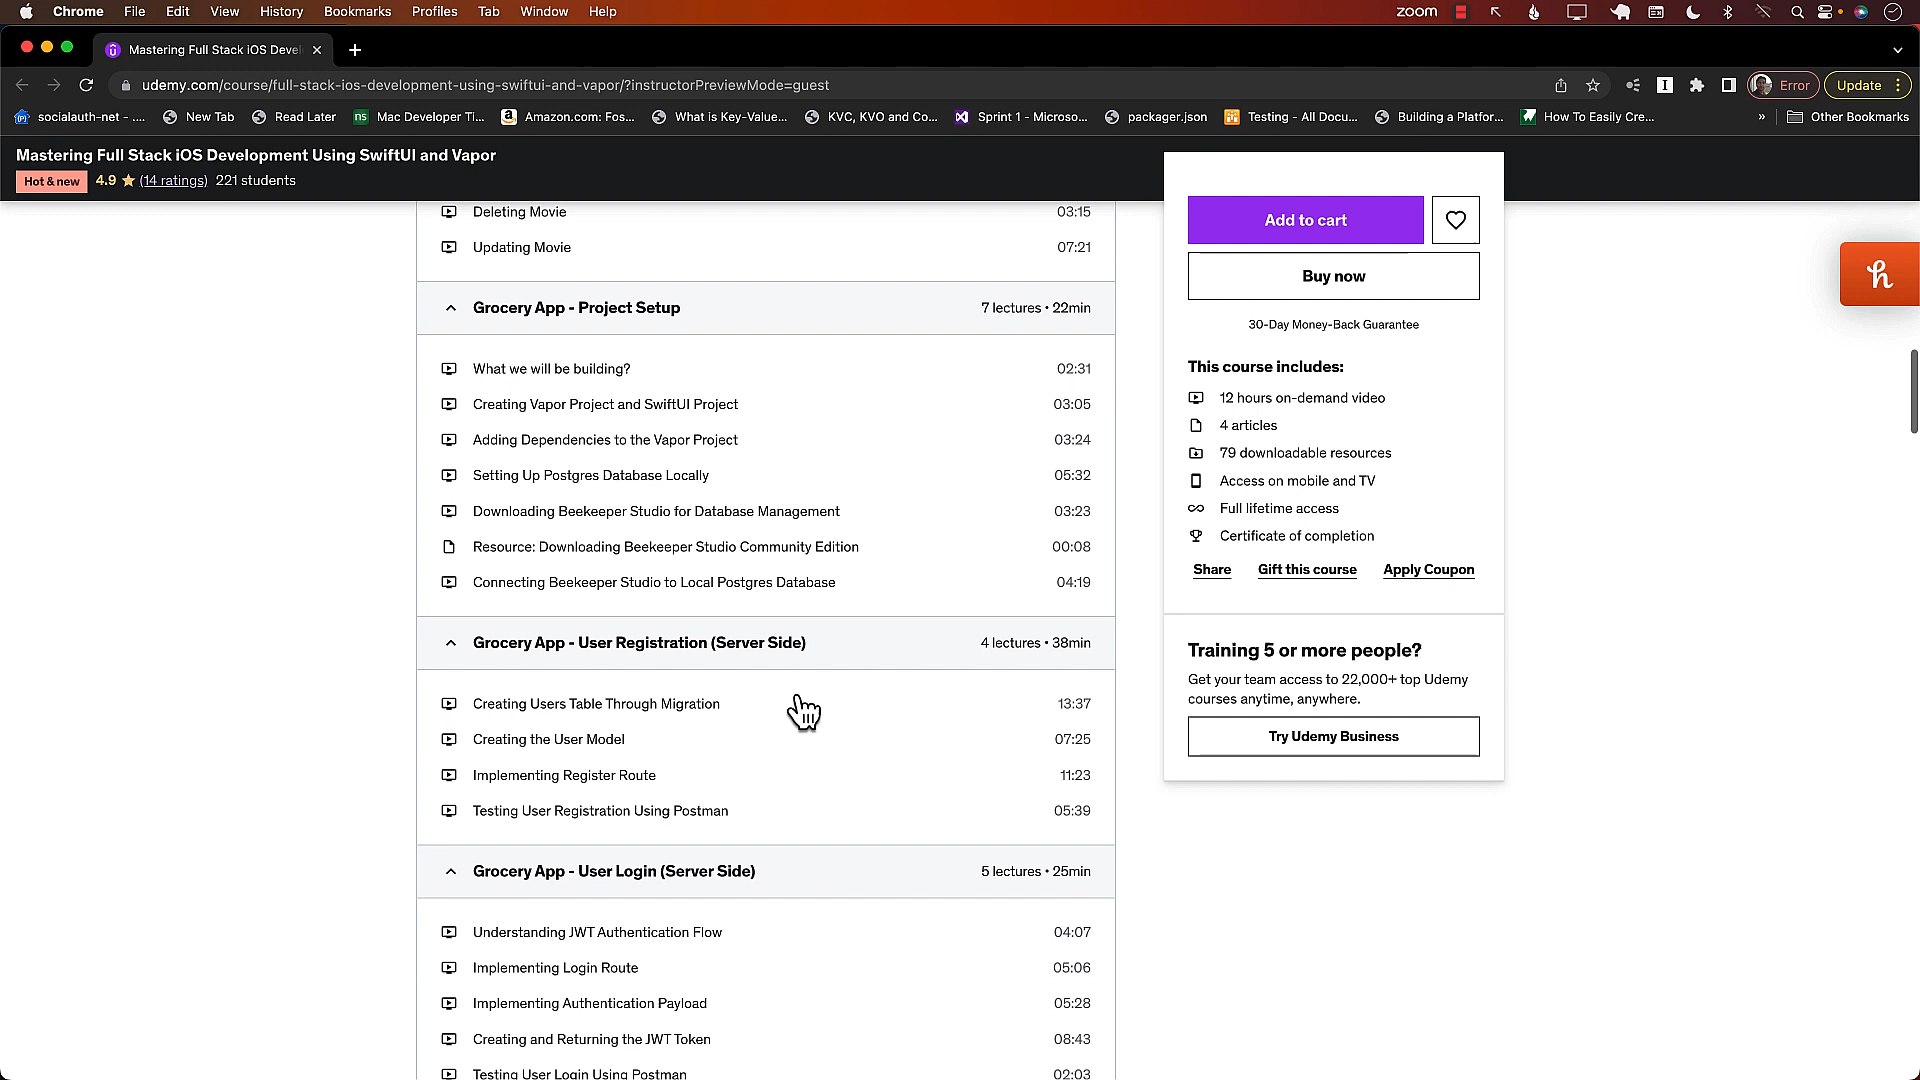 Chrome File Edit View History Bookmarks Profiles Tab Window Help zoom
Mastering Full Stack iOS Devel
udemy.com/course/full-stack-ios-development-using-swiftui-and-vapor/?instructorPreviewMode=guest Error Update
socialauth-net - .... New Tab Read Later ns Mac Developer Ti... Amazon.com: Fos... What is Key-Value... KVC, KVO and Co... Sprint 1 - Microso... packager.json Testing - All Docu... Building a Platfor... How To Easily Cre... » Other Bookmarks
Mastering Full Stack iOS Development Using SwiftUI and Vapor
Hot & new 4.9 (14 ratings) 221 students
Deleting Movie 03:15
Updating Movie 07:21
Grocery App - Project Setup 7 lectures • 22min
What we will be building? 02:31
Creating Vapor Project and SwiftUI Project 03:05
Adding Dependencies to the Vapor Project 03:24
Setting Up Postgres Database Locally 05:32
Downloading Beekeeper Studio for Database Management 03:23
Resource: Downloading Beekeeper Studio Community Edition 00:08
Connecting Beekeeper Studio to Local Postgres Database 04:19
Grocery App - User Registration (Server Side) 4 lectures • 38min
Creating Users Table Through Migration 13:37
Creating the User Model 07:25
Implementing Register Route 11:23
Testing User Registration Using Postman 05:39
Grocery App - User Login (Server Side) 5 lectures • 25min
Understanding JWT Authentication Flow 04:07
Implementing Login Route 05:06
Implementing Authentication Payload 05:28
Creating and Returning the JWT Token 08:43
Testing User Login Using Postman 02:03
Add to cart
Buy now
30-Day Money-Back Guarantee
This course includes:
12 hours on-demand video
4 articles
79 downloadable resources
Access on mobile and TV
Full lifetime access
Certificate of completion
Share Gift this course Apply Coupon
Training 5 or more people?
Get your team access to 22,000+ top Udemy
courses anytime, anywhere.
Try Udemy Business
h